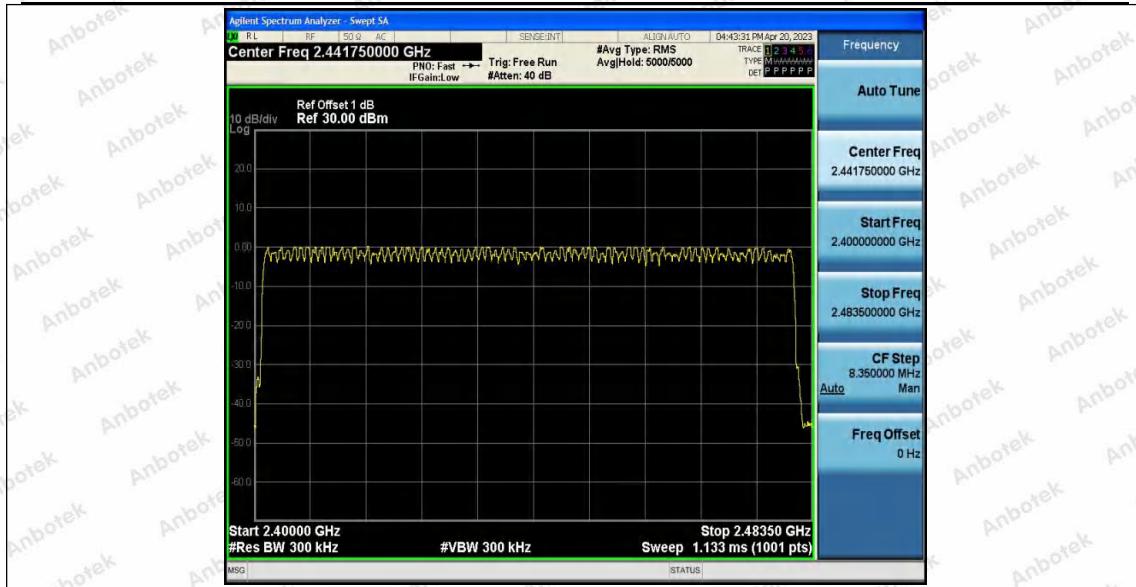 Agilent Spectrum Analyzer - Swept SA
RL RF 50 Ω AC SENSE:INT ALIGN AUTO 04:43:31 PM Apr 20, 2023
Center Freq 2.441750000 GHz
PNO: Fast
IFGain:Low
Trig: Free Run
#Atten: 40 dB
#Avg Type: RMS
Avg|Hold: 5000/5000
TRACE 1 2 3 4 5 6
TYPE M
DET P P P P P P
Ref Offset 1 dB
10 dB/div Ref 30.00 dBm
Log
20.0
10.0
0.00
-10.0
-20.0
-30.0
-40.0
-50.0
-60.0
Start 2.40000 GHz Stop 2.48350 GHz
#Res BW 300 kHz #VBW 300 kHz Sweep 1.133 ms (1001 pts)
MSG STATUS
Frequency
Auto Tune
Center Freq
2.441750000 GHz
Start Freq
2.400000000 GHz
Stop Freq
2.483500000 GHz
CF Step
8.350000 MHz
Auto Man
Freq Offset
0 Hz
Anbotek